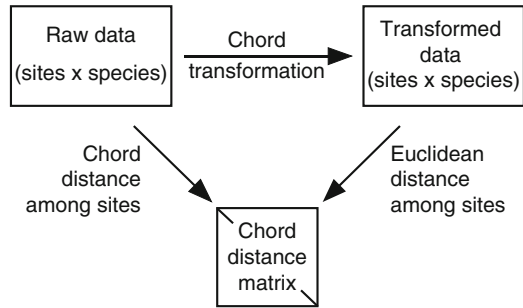 Raw data
(sites x species)
Chord
transformation
Transformed
data
(sites x species)
Chord
distance
among sites
Euclidean
distance
among sites
Chord
distance
matrix